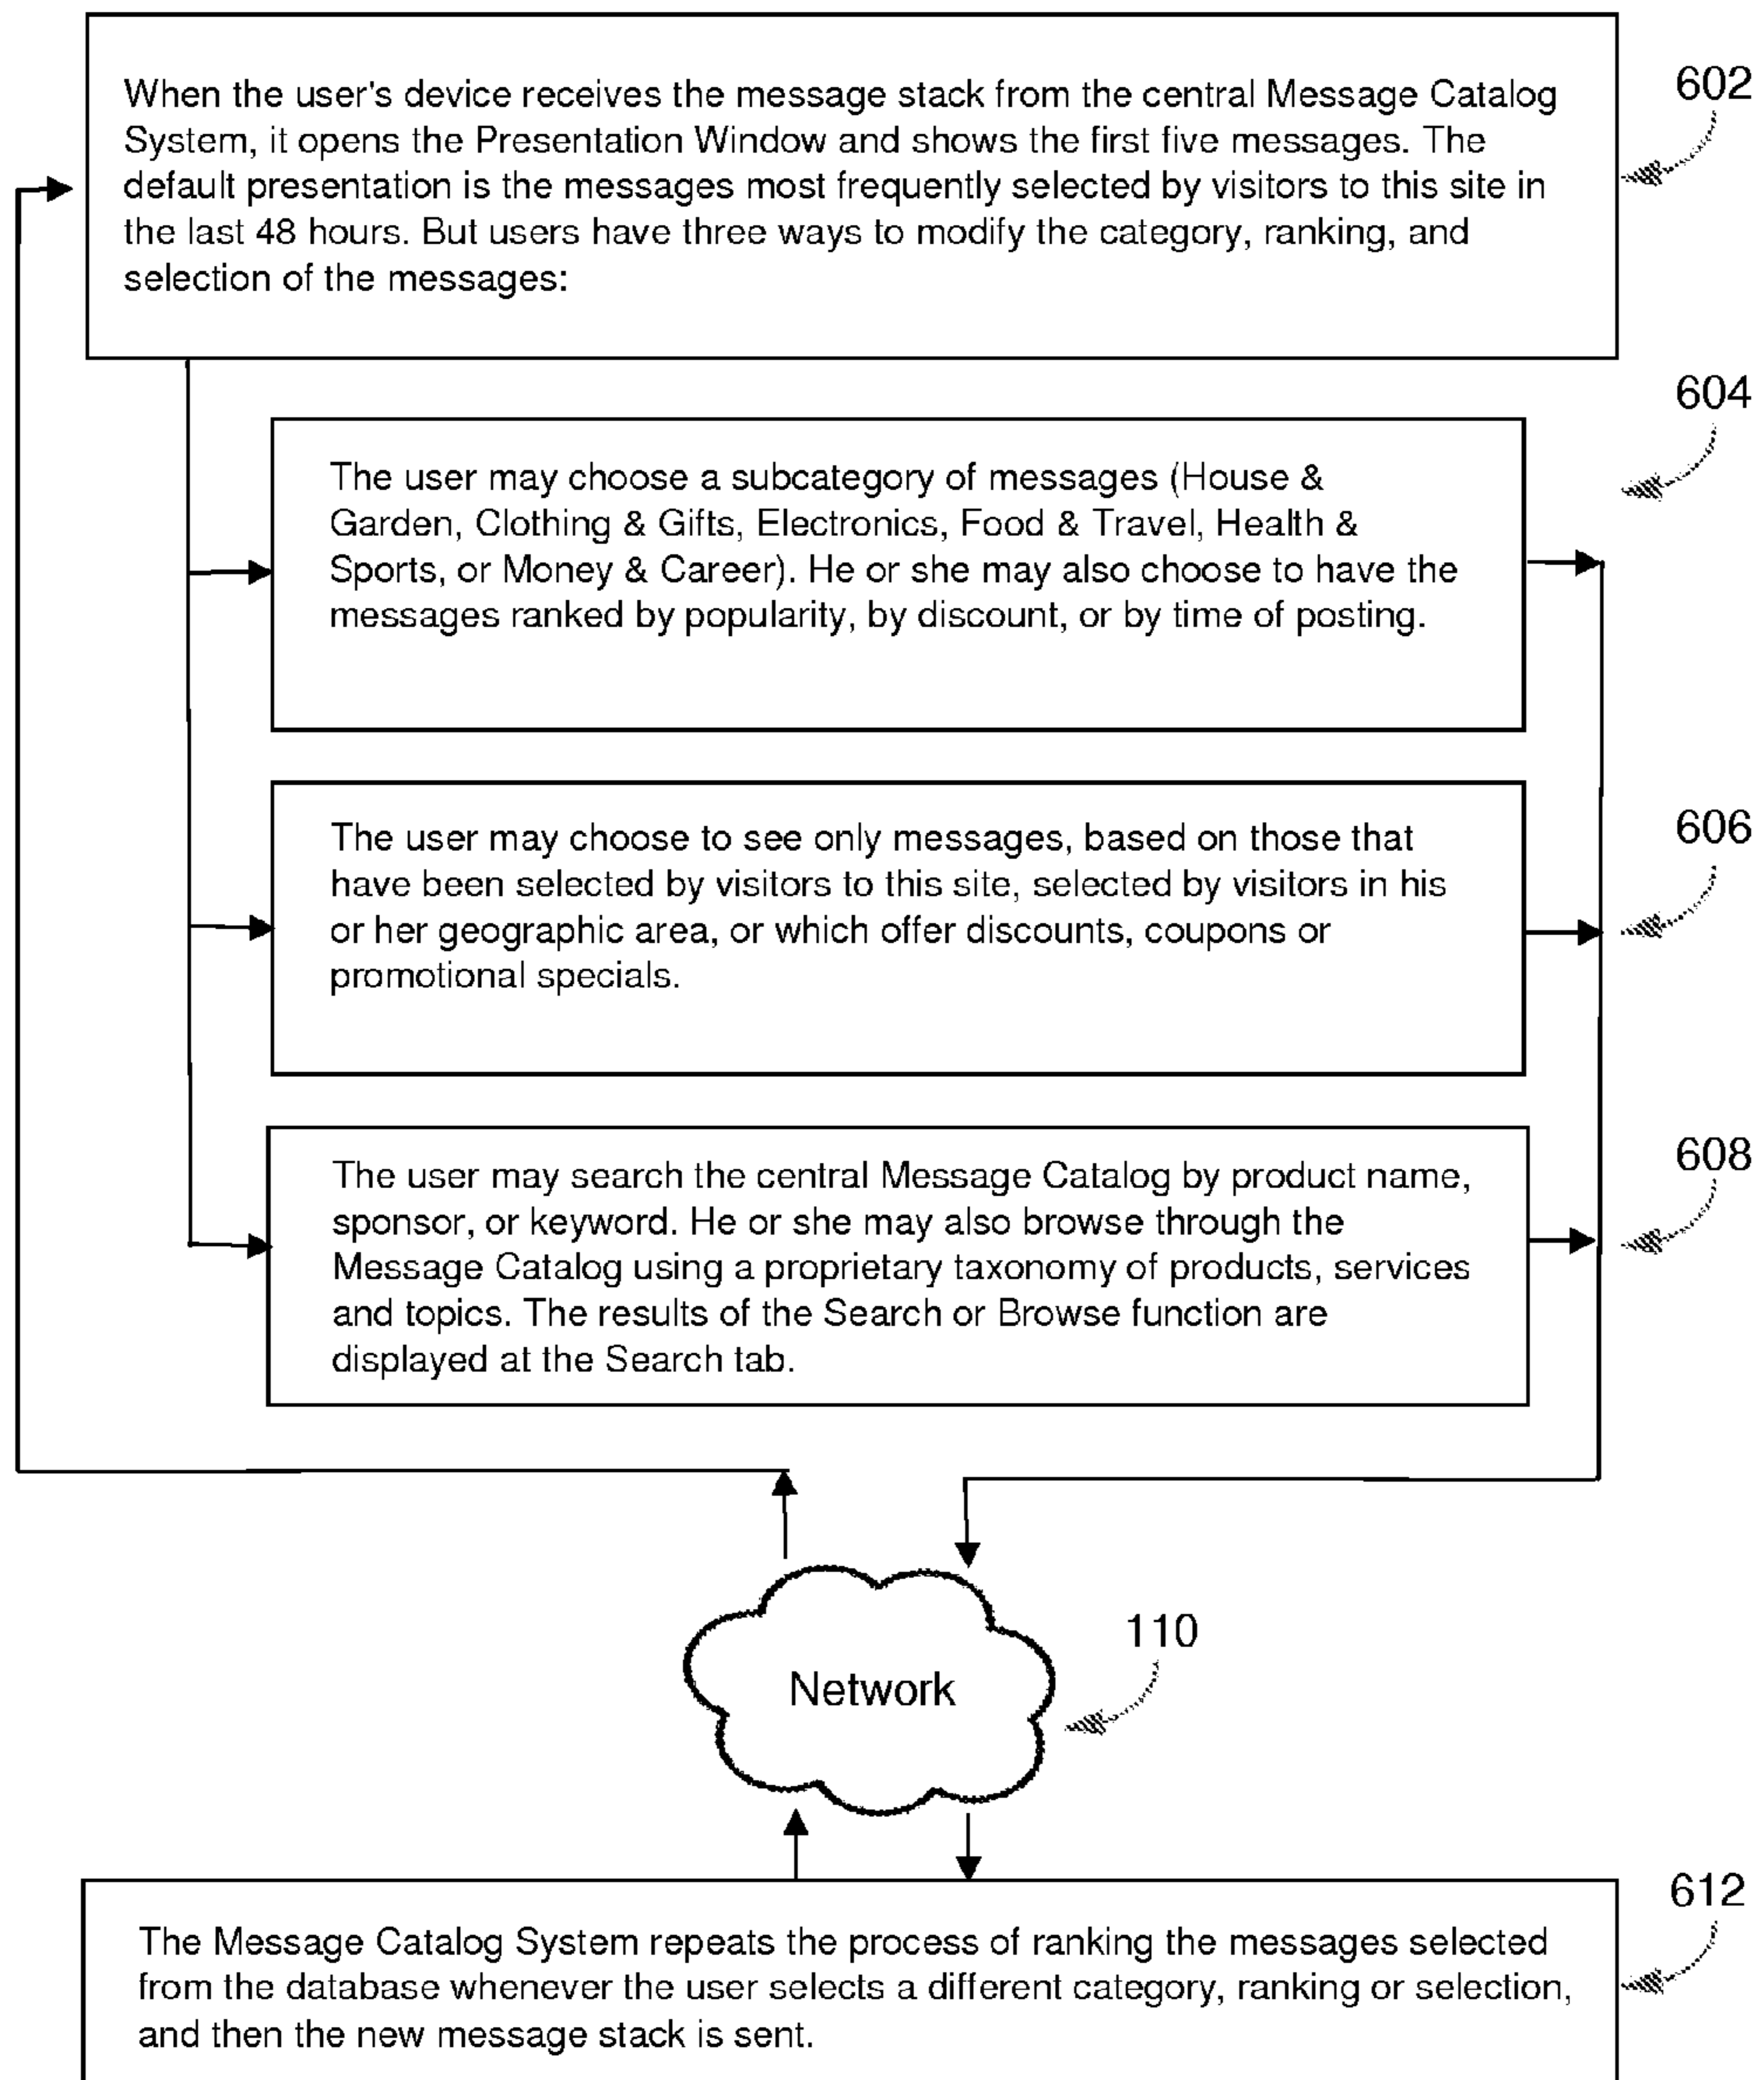 When the user's device receives the message stack from the central Message Catalog
System, it opens the Presentation Window and shows the first five messages. The
default presentation is the messages most frequently selected by visitors to this site in
the last 48 hours. But users have three ways to modify the category, ranking, and
selection of the messages:
602
604
The user may choose a subcategory of messages (House &
Garden, Clothing & Gifts, Electronics, Food & Travel, Health &
Sports, or Money & Career). He or she may also choose to have the
messages ranked by popularity, by discount, or by time of posting.
606
The user may choose to see only messages, based on those that
have been selected by visitors to this site, selected by visitors in his
or her geographic area, or which offer discounts, coupons or
promotional specials.
608
The user may search the central Message Catalog by product name,
sponsor, or keyword. He or she may also browse through the
Message Catalog using a proprietary taxonomy of products, services
and topics. The results of the Search or Browse function are
displayed at the Search tab.
110
Network
612
The Message Catalog System repeats the process of ranking the messages selected
from the database whenever the user selects a different category, ranking or selection,
and then the new message stack is sent.